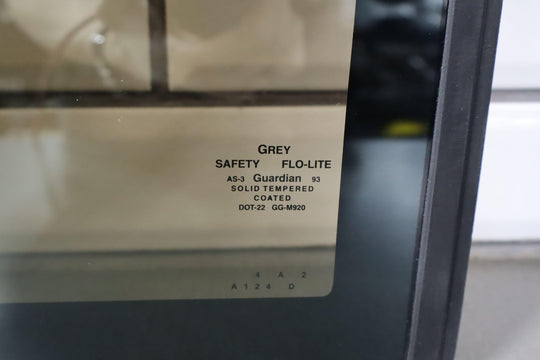 GREY
SAFETY FLO-LITE
AS-3 Guardian 93
SOLID TEMPERED
COATED
DOT-22 GG-M920
4 A 2
A124 D